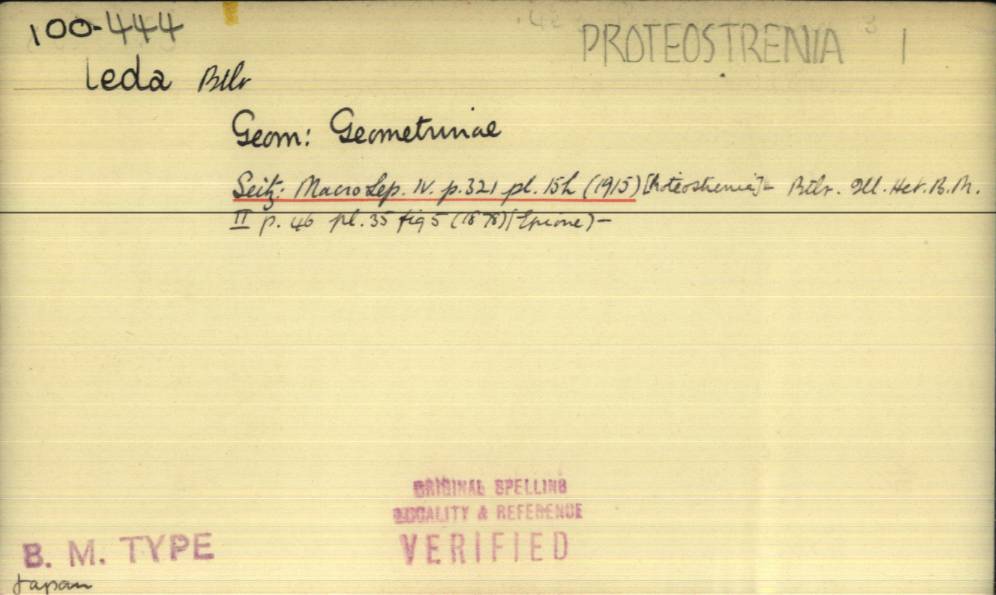 100-444
PROTEOSTRENIA 1
leda Btlr
Geom: Geometrinae
Seitz: Macro Lep. IV. p.321 pl. 15h (1915) [Proteostrenia] - Btlr. Ill. Het. B.M.
II p. 46 pl. 35 fig 5 (1878) (Epione) -
ORIGINAL SPELLING
LOCALITY & REFERENCE
VERIFIED
B. M. TYPE
Japan